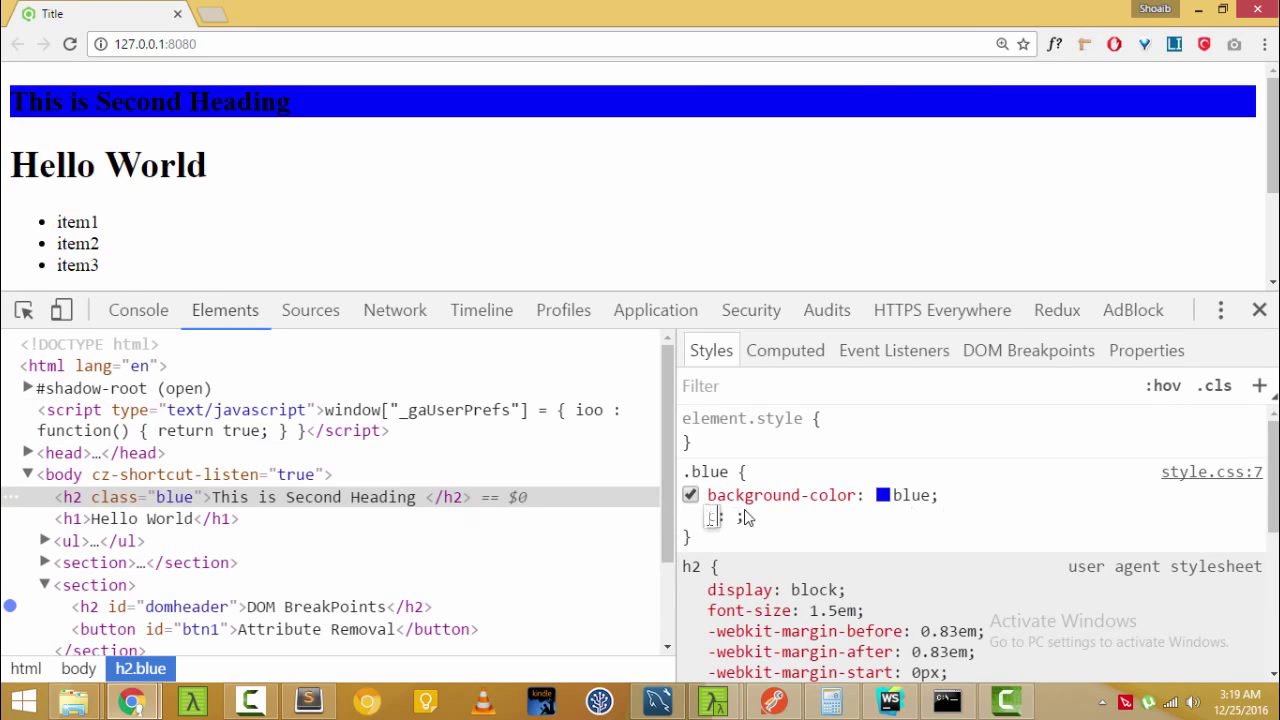 Title
Shoaib
127.0.0.1:8080
f?
This is Second Heading
Hello World
• item1
• item2
• item3
Console Elements Sources Network Timeline Profiles Application Security Audits HTTPS Everywhere Redux AdBlock
<!DOCTYPE html>
<html lang="en">
#shadow-root (open)
<script type="text/javascript">window["_gaUserPrefs"] = { ioo :
function() { return true; } }</script>
<head>…</head>
<body cz-shortcut-listen="true">
<h2 class="blue">This is Second Heading </h2> == $0
<h1>Hello World</h1>
<ul>…</ul>
<section>…</section>
<section>
<h2 id="domheader">DOM BreakPoints</h2>
<button id="btn1">Attribute Removal</button>
</section>
html body h2.blue
Styles Computed Event Listeners DOM Breakpoints Properties
Filter :hov .cls +
element.style {
}
.blue { style.css:7
background-color: blue;
: ;
}
h2 { user agent stylesheet
display: block;
font-size: 1.5em;
-webkit-margin-before: 0.83em;
-webkit-margin-after: 0.83em;
-webkit-margin-start: 0px;
Activate Windows
Go to PC settings to activate Windows.
kindle
WS
3:19 AM
12/25/2016